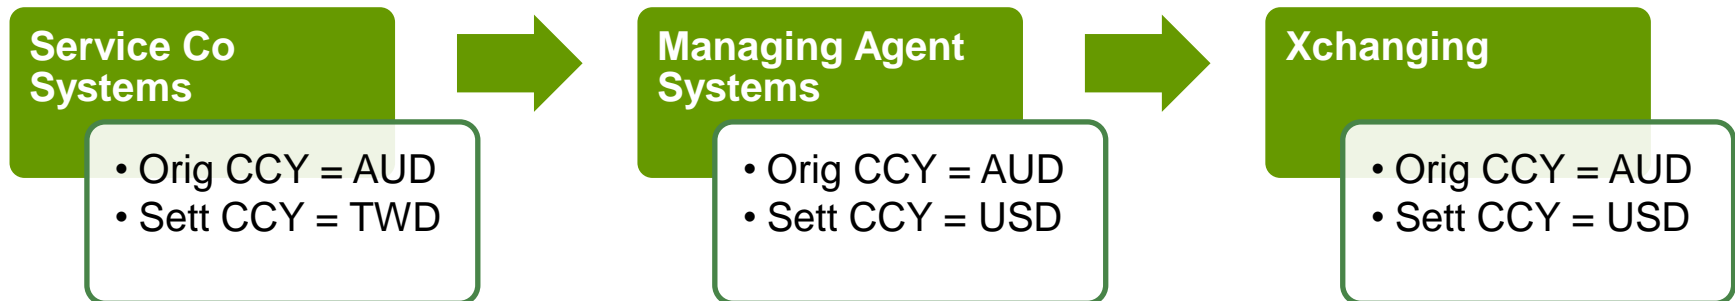 Service Co
Systems
• Orig CCY = AUD
• Sett CCY = TWD
Managing Agent
Systems
• Orig CCY = AUD
• Sett CCY = USD
Xchanging
• Orig CCY = AUD
• Sett CCY = USD